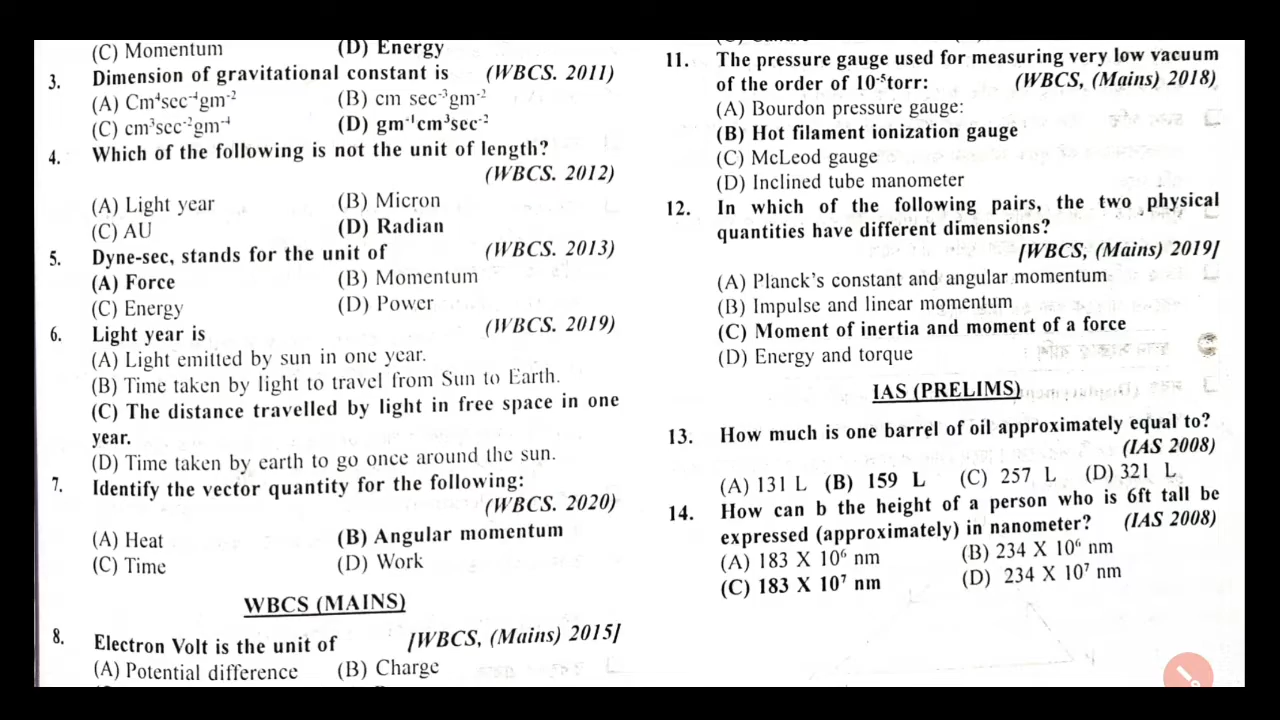 (C) Momentum (D) Energy
3. Dimension of gravitational constant is (WBCS. 2011)
(A) Cm⁴sec⁻⁴gm⁻² (B) cm sec⁻³gm⁻²
(C) cm³sec⁻²gm⁻⁴ (D) gm⁻¹cm³sec⁻²
4. Which of the following is not the unit of length?
(WBCS. 2012)
(A) Light year (B) Micron
(C) AU (D) Radian
5. Dyne-sec, stands for the unit of (WBCS. 2013)
(A) Force (B) Momentum
(C) Energy (D) Power
6. Light year is (WBCS. 2019)
(A) Light emitted by sun in one year.
(B) Time taken by light to travel from Sun to Earth.
(C) The distance travelled by light in free space in one
year.
(D) Time taken by earth to go once around the sun.
7. Identify the vector quantity for the following:
(WBCS. 2020)
(A) Heat (B) Angular momentum
(C) Time (D) Work
WBCS (MAINS)
8. Electron Volt is the unit of [WBCS, (Mains) 2015]
(A) Potential difference (B) Charge
11. The pressure gauge used for measuring very low vacuum
of the order of 10⁻⁵torr: (WBCS, (Mains) 2018)
(A) Bourdon pressure gauge:
(B) Hot filament ionization gauge
(C) McLeod gauge
(D) Inclined tube manometer
12. In which of the following pairs, the two physical
quantities have different dimensions?
[WBCS, (Mains) 2019]
(A) Planck's constant and angular momentum
(B) Impulse and linear momentum
(C) Moment of inertia and moment of a force
(D) Energy and torque
IAS (PRELIMS)
13. How much is one barrel of oil approximately equal to?
(IAS 2008)
(A) 131 L (B) 159 L (C) 257 L (D) 321 L
14. How can b the height of a person who is 6ft tall be
expressed (approximately) in nanometer? (IAS 2008)
(A) 183 X 10⁶ nm (B) 234 X 10⁶ nm
(C) 183 X 10⁷ nm (D) 234 X 10⁷ nm